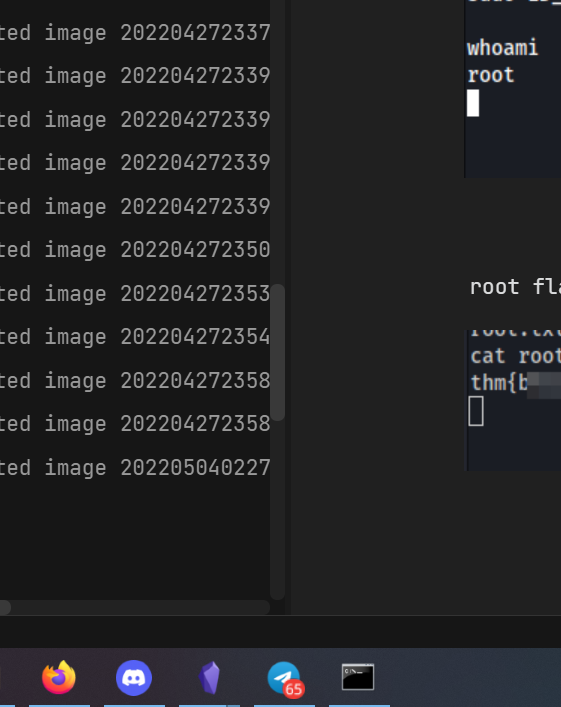 ted image 202204272337
ted image 202204272339
ted image 202204272339
ted image 202204272339
ted image 202204272339
ted image 202204272350
ted image 202204272353
ted image 202204272354
ted image 202204272358
ted image 202204272358
ted image 202205040227
whoami
root
root fla
root.txt
cat root
thm{b
65